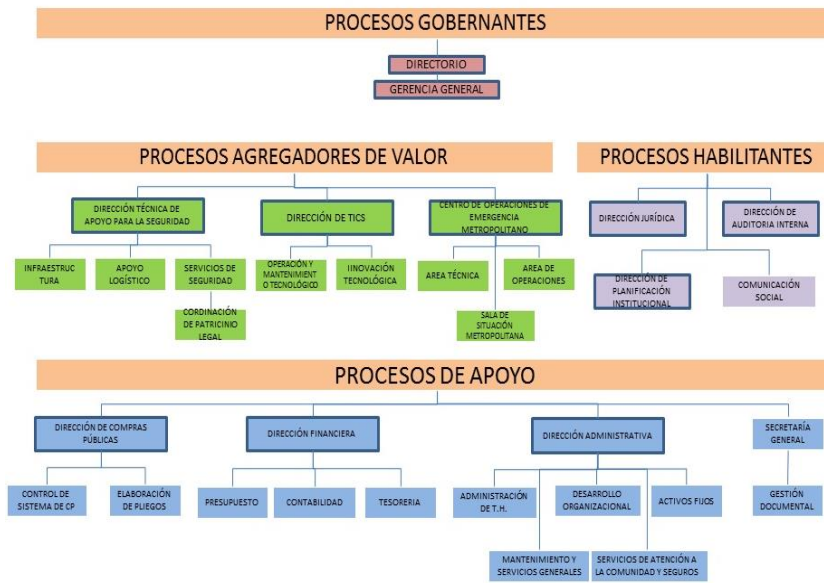 PROCESOS GOBERNANTES
DIRECTORIO
GERENCIA GENERAL
PROCESOS AGREGADORES DE VALOR
PROCESOS HABILITANTES
DIRECCIÓN TÉCNICA DE
APOYO PARA LA SEGURIDAD
DIRECCIÓN DE TICS
CENTRO DE OPERACIONES DE
EMERGENCIA
METROPOLITANO
DIRECCIÓN JURÍDICA
DIRECCIÓN DE
AUDITORIA INTERNA
INFRAESTRUC
TURA
APOYO
LOGÍSTICO
SERVICIOS DE
SEGURIDAD
OPERACIÓN Y
MANTENIMIENT
O TECNOLÓGICO
IINOVACIÓN
TECNOLÓGICA
AREA TÉCNICA
AREA DE
OPERACIONES
DIRECCIÓN DE
PLANIFICACIÓN
INSTITUCIONAL
COMUNICACIÓN
SOCIAL
CORDINACIÓN
DE PATRICINIO
LEGAL
SALA DE
SITUACIÓN
METROPOLITANA
PROCESOS DE APOYO
DIRECCIÓN DE COMPRAS
PÚBLICAS
DIRECCIÓN FINANCIERA
DIRECCIÓN ADMINISTRATIVA
SECRETARÍA
GENERAL
CONTROL DE
SISTEMA DE CP
ELABORACIÓN
DE PLIEGOS
PRESUPUESTO
CONTABILIDAD
TESORERIA
ADMINISTRACIÓN
DE T.H.
DESARROLLO
ORGANIZACIONAL
ACTIVOS FIJOS
GESTIÓN
DOCUMENTAL
MANTENIMIENTO Y
SERVICIOS GENERALES
SERVICIOS DE ATENCIÓN A
LA COMUNIDAD Y SEGUROS